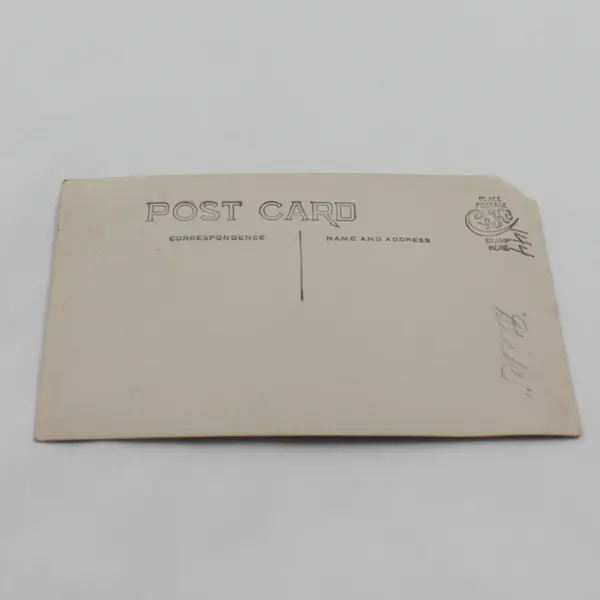 POST CARD
CORRESPONDENCE
NAME AND ADDRESS
PLACE
POSTAGE
STAMP
HERE